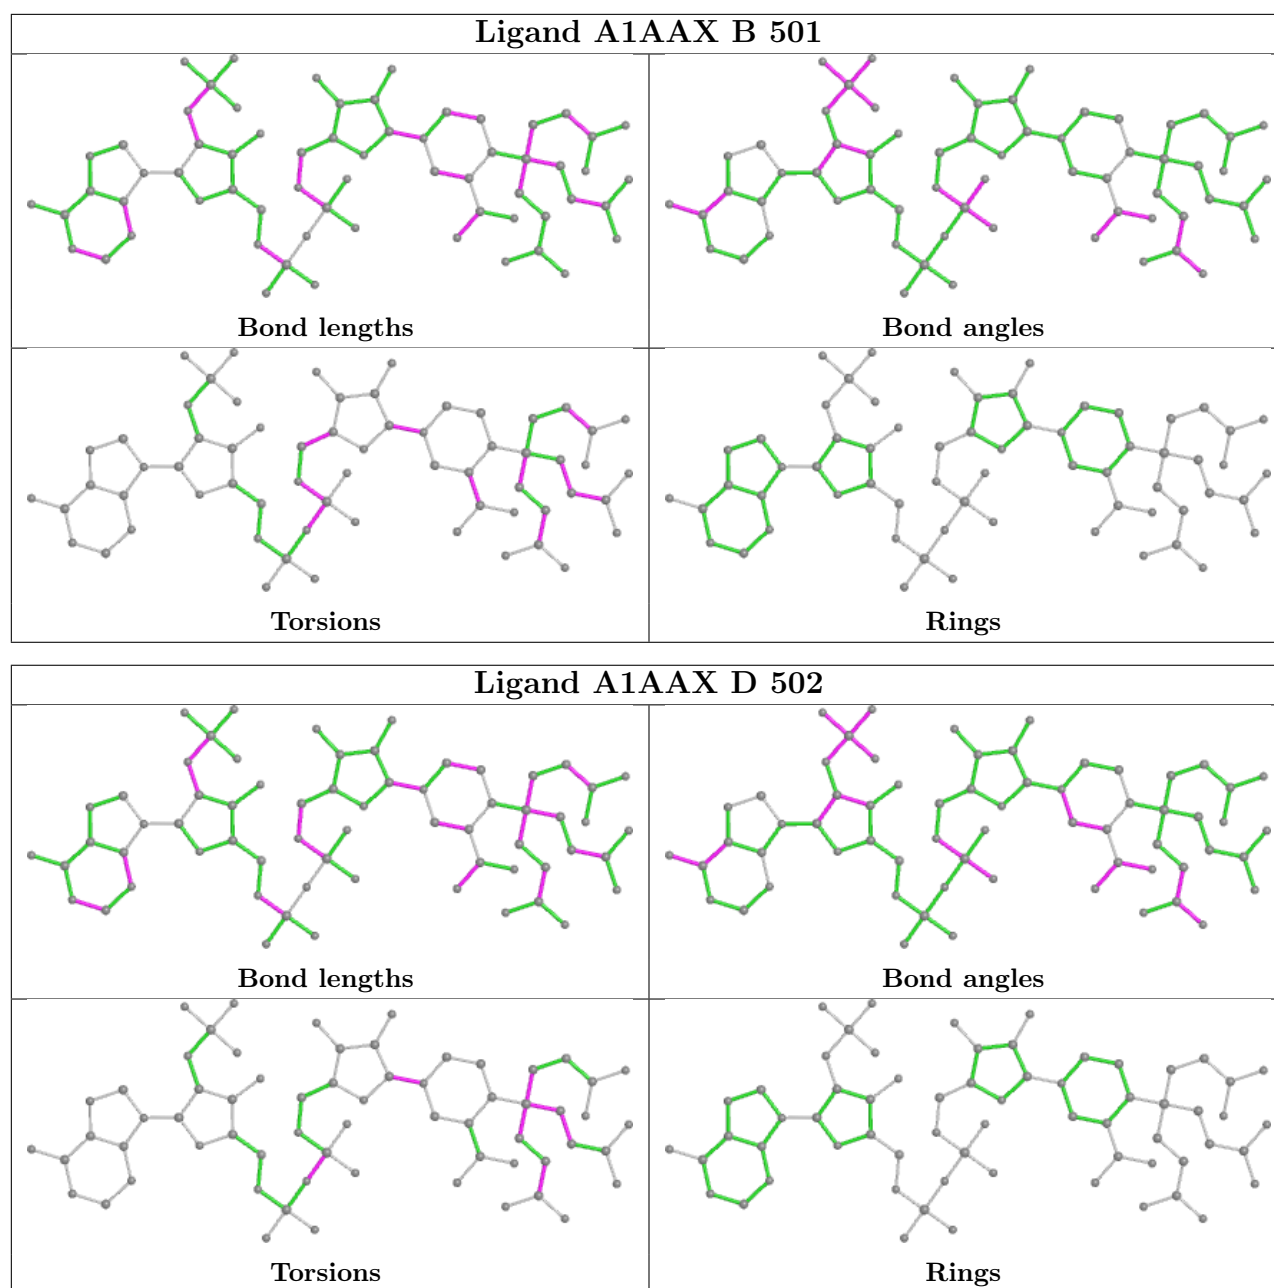 Ligand A1AAX B 501
Bond lengths
Bond angles
Torsions
Rings
Ligand A1AAX D 502
Bond lengths
Bond angles
Torsions
Rings